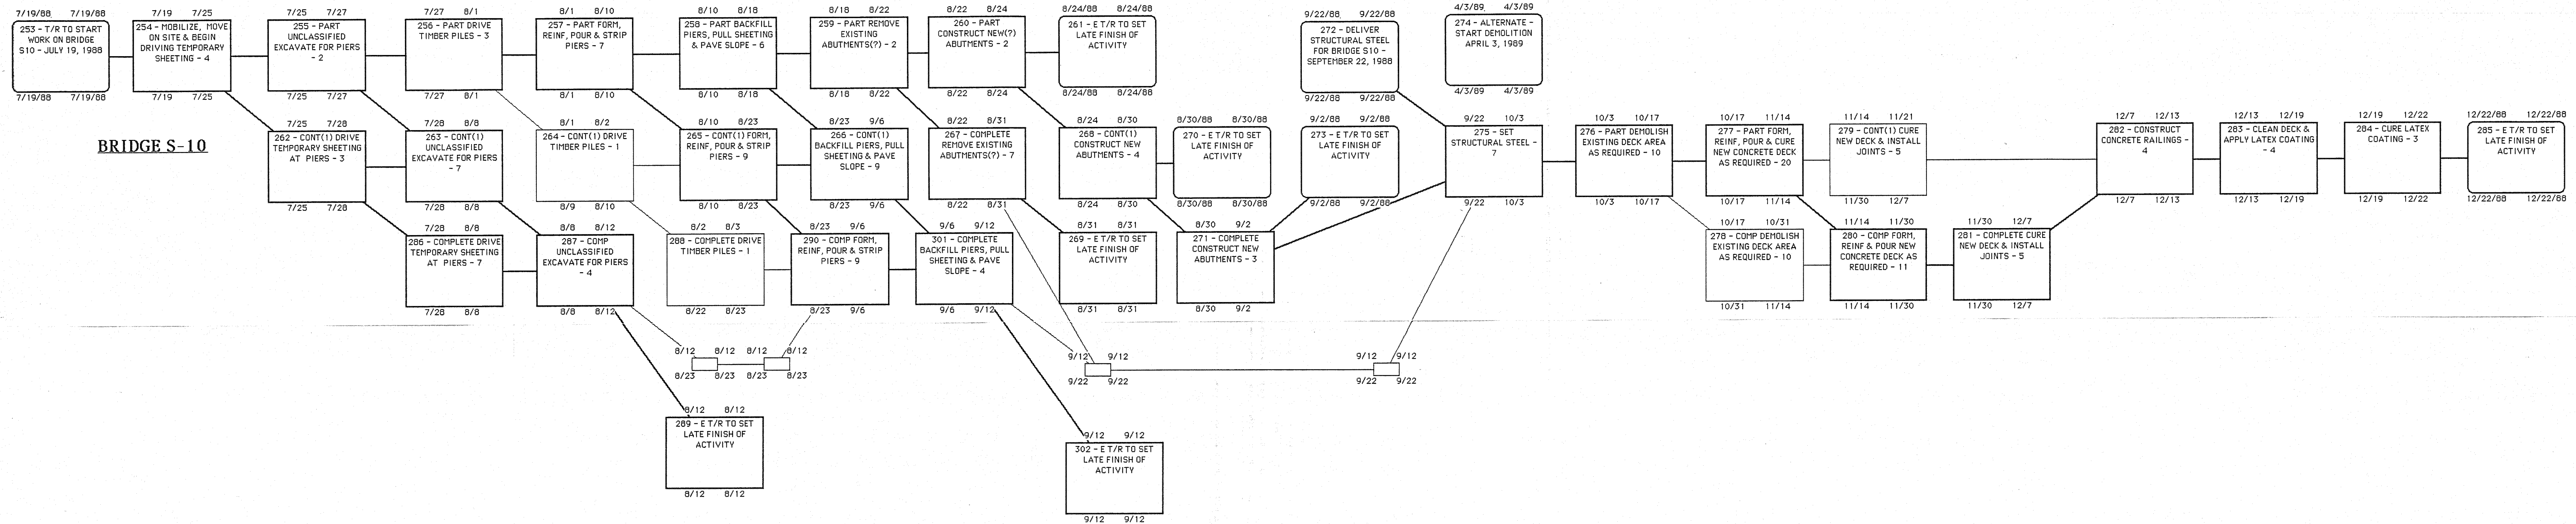 7/19/88 7/19/88
253 - T/R TO START
WORK ON BRIDGE
S10 - JULY 19, 1988
7/19/88 7/19/88
7/19 7/25
254 - MOBILIZE, MOVE
ON SITE & BEGIN
DRIVING TEMPORARY
SHEETING - 4
7/19 7/25
7/25 7/27
255 - PART
UNCLASSIFIED
EXCAVATE FOR PIERS
- 2
7/25 7/27
7/27 8/1
256 - PART DRIVE
TIMBER PILES - 3
7/27 8/1
8/1 8/10
257 - PART FORM,
REINF, POUR & STRIP
PIERS - 7
8/1 8/10
8/10 8/18
258 - PART BACKFILL
PIERS, PULL SHEETING
& PAVE SLOPE - 6
8/10 8/18
8/18 8/22
259 - PART REMOVE
EXISTING
ABUTMENTS(?) - 2
8/18 8/22
8/22 8/24
260 - PART
CONSTRUCT NEW(?)
ABUTMENTS - 2
8/22 8/24
8/24/88 8/24/88
261 - E T/R TO SET
LATE FINISH OF
ACTIVITY
8/24/88 8/24/88
9/22/88 9/22/88
272 - DELIVER
STRUCTURAL STEEL
FOR BRIDGE S10 -
SEPTEMBER 22, 1988
9/22/88 9/22/88
4/3/89 4/3/89
274 - ALTERNATE -
START DEMOLITION
APRIL 3, 1989
4/3/89 4/3/89
BRIDGE S-10
7/25 7/28
262 - CONT(1) DRIVE
TEMPORARY SHEETING
AT PIERS - 3
7/25 7/28
7/28 8/8
263 - CONT(1)
UNCLASSIFIED
EXCAVATE FOR PIERS
- 7
7/28 8/8
8/1 8/2
264 - CONT(1) DRIVE
TIMBER PILES - 1
8/9 8/10
8/10 8/23
265 - CONT(1) FORM,
REINF, POUR & STRIP
PIERS - 9
8/10 8/23
8/23 9/6
266 - CONT(1)
BACKFILL PIERS, PULL
SHEETING & PAVE
SLOPE - 9
8/23 9/6
8/22 8/31
267 - COMPLETE
REMOVE EXISTING
ABUTMENTS(?) - 7
8/22 8/31
8/24 8/30
268 - CONT(1)
CONSTRUCT NEW
ABUTMENTS - 4
8/24 8/30
8/30/88 8/30/88
270 - E T/R TO SET
LATE FINISH OF
ACTIVITY
8/30/88 8/30/88
9/2/88 9/2/88
273 - E T/R TO SET
LATE FINISH OF
ACTIVITY
9/2/88 9/2/88
9/22 10/3
275 - SET
STRUCTURAL STEEL -
7
9/22 10/3
10/3 10/17
276 - PART DEMOLISH
EXISTING DECK AREA
AS REQUIRED - 10
10/3 10/17
10/17 11/14
277 - PART FORM,
REINF, POUR & CURE
NEW CONCRETE DECK
AS REQUIRED - 20
10/17 11/14
11/14 11/21
279 - CONT(1) CURE
NEW DECK & INSTALL
JOINTS - 5
11/30 12/7
12/7 12/13
282 - CONSTRUCT
CONCRETE RAILINGS -
4
12/7 12/13
12/13 12/19
283 - CLEAN DECK &
APPLY LATEX COATING
- 4
12/13 12/19
12/19 12/22
284 - CURE LATEX
COATING - 3
12/19 12/22
12/22/88 12/22/88
285 - E T/R TO SET
LATE FINISH OF
ACTIVITY
12/22/88 12/22/88
7/28 8/8
286 - COMPLETE DRIVE
TEMPORARY SHEETING
AT PIERS - 7
7/28 8/8
8/8 8/12
287 - COMP
UNCLASSIFIED
EXCAVATE FOR PIERS
- 4
8/8 8/12
8/2 8/3
288 - COMPLETE DRIVE
TIMBER PILES - 1
8/22 8/23
8/23 9/6
290 - COMP FORM,
REINF, POUR & STRIP
PIERS - 9
8/23 9/6
9/6 9/12
301 - COMPLETE
BACKFILL PIERS, PULL
SHEETING & PAVE
SLOPE - 4
9/6 9/12
8/31 8/31
269 - E T/R TO SET
LATE FINISH OF
ACTIVITY
8/31 8/31
8/30 9/2
271 - COMPLETE
CONSTRUCT NEW
ABUTMENTS - 3
8/30 9/2
10/17 10/31
278 - COMP DEMOLISH
EXISTING DECK AREA
AS REQUIRED - 10
10/31 11/14
11/14 11/30
280 - COMP FORM,
REINF & POUR NEW
CONCRETE DECK AS
REQUIRED - 11
11/14 11/30
11/30 12/7
281 - COMPLETE CURE
NEW DECK & INSTALL
JOINTS - 5
11/30 12/7
8/12 8/12 8/12 8/12
8/23 8/23 8/23 8/23
9/12 9/12
9/22 9/22
9/12 9/12
9/22 9/22
8/12 8/12
289 - E T/R TO SET
LATE FINISH OF
ACTIVITY
8/12 8/12
9/12 9/12
302 - E T/R TO SET
LATE FINISH OF
ACTIVITY
9/12 9/12